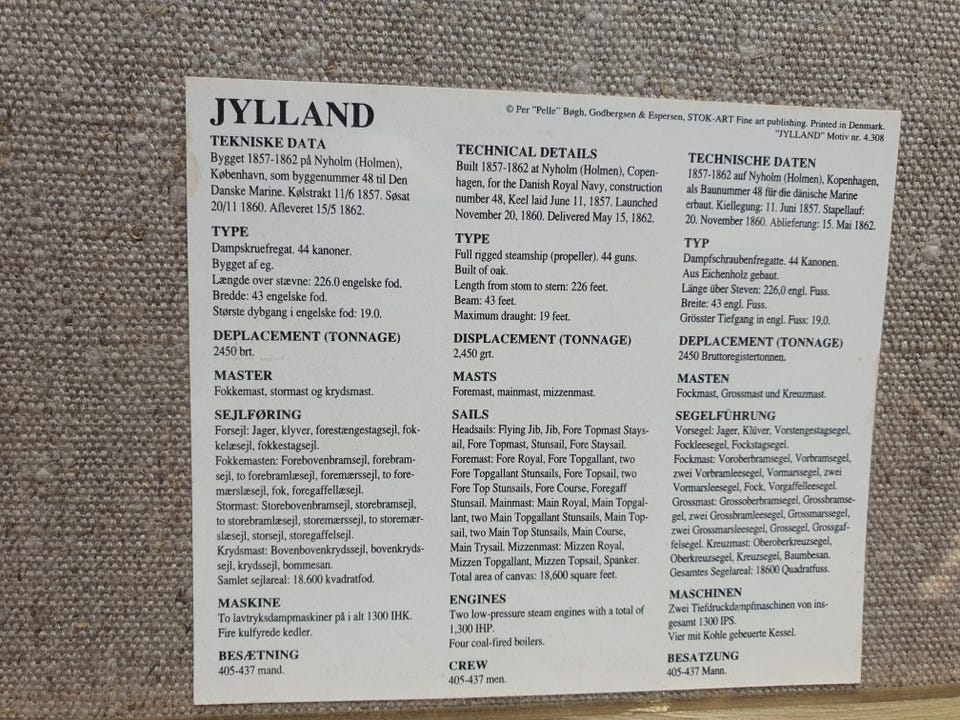 JYLLAND
© Per "Pelle" Bøgh, Godbergsen & Espersen, STOK-ART Fine art publishing. Printed in Denmark.
"JYLLAND" Motiv nr. 4.308
TEKNISKE DATA
Bygget 1857-1862 på Nyholm (Holmen),
København, som byggenummer 48 til Den
Danske Marine. Kølstrakt 11/6 1857. Søsat
20/11 1860. Afleveret 15/5 1862.
TYPE
Dampskruefregat. 44 kanoner.
Bygget af eg.
Længde over stævne: 226.0 engelske fod.
Bredde: 43 engelske fod.
Største dybgang i engelske fod: 19.0.
DEPLACEMENT (TONNAGE)
2450 brt.
MASTER
Fokkemast, stormast og krydsmast.
SEJLFØRING
Forsejl: Jager, klyver, forestængestagsejl, fok-
kelæsejl, fokkestagsejl.
Fokkemasten: Forebovenbramsejl, forebram-
sejl, to forebramlæsejl, foremærssejl, to fore-
mærslæsejl, fok, foregaffellæsejl.
Stormast: Storebovenbramsejl, storebramsejl,
to storebramlæsejl, storemærssejl, to storemær-
slæsejl, storsejl, storegaffelsejl.
Krydsmast: Bovenbovenkrydssejl, bovenkryds-
sejl, krydssejl, bommesan.
Samlet sejlareal: 18.600 kvadratfod.
MASKINE
To lavtryksdampmaskiner på i alt 1300 IHK.
Fire kulfyrede kedler.
BESÆTNING
405-437 mand.
TECHNICAL DETAILS
Built 1857-1862 at Nyholm (Holmen), Copen-
hagen, for the Danish Royal Navy, construction
number 48, Keel laid June 11, 1857. Launched
November 20, 1860. Delivered May 15, 1862.
TYPE
Full rigged steamship (propeller). 44 guns.
Built of oak.
Length from stom to stern: 226 feet.
Beam: 43 feet.
Maximum draught: 19 feet.
DISPLACEMENT (TONNAGE)
2,450 grt.
MASTS
Foremast, mainmast, mizzenmast.
SAILS
Headsails: Flying Jib, Jib, Fore Topmast Stays-
ail, Fore Topmast, Stunsail, Fore Staysail.
Foremast: Fore Royal, Fore Topgallant, two
Fore Topgallant Stunsails, Fore Topsail, two
Fore Top Stunsails, Fore Course, Foregaff
Stunsail. Mainmast: Main Royal, Main Topgal-
lant, two Main Topgallant Stunsails, Main Top-
sail, two Main Top Stunsails, Main Course,
Main Trysail. Mizzenmast: Mizzen Royal,
Mizzen Topgallant, Mizzen Topsail, Spanker.
Total area of canvas: 18,600 square feet.
ENGINES
Two low-pressure steam engines with a total of
1,300 IHP.
Four coal-fired boilers.
CREW
405-437 men.
TECHNISCHE DATEN
1857-1862 auf Nyholm (Holmen), Kopenhagen,
als Baunummer 48 für die dänische Marine
erbaut. Kiellegung: 11. Juni 1857. Stapellauf:
20. November 1860. Ablieferung: 15. Mai 1862.
TYP
Dampfschraubenfregatte. 44 Kanonen.
Aus Eichenholz gebaut.
Länge über Steven: 226,0 engl. Fuss.
Breite: 43 engl. Fuss.
Grösster Tiefgang in engl. Fuss: 19,0.
DEPLACEMENT (TONNAGE)
2450 Bruttoregistertonnen.
MASTEN
Fockmast, Grossmast und Kreuzmast.
SEGELFÜHRUNG
Vorsegel: Jager, Klüver, Vorstengestagsegel,
Fockleesegel, Fockstagsegel.
Fockmast: Voroberbramsegel, Vorbramsegel,
zwei Vorbramleesegel, Vormarssegel, zwei
Vormarsleesegel, Fock, Vorgaffelleesegel.
Grossmast: Grossoberbramsegel, Grossbramse-
gel, zwei Grossbramleesegel, Grossmarssegel,
zwei Grossmarsleesegel, Grossegel, Grossgaf-
felsegel. Kreuzmast: Oberoberkreuzsegel,
Oberkreuzsegel, Kreuzsegel, Baumbesan.
Gesamtes Segelareal: 18600 Quadratfuss.
MASCHINEN
Zwei Tiefdruckdampfmaschinen von ins-
gesamt 1300 IPS.
Vier mit Kohle gebeuerte Kessel.
BESATZUNG
405-437 Mann.